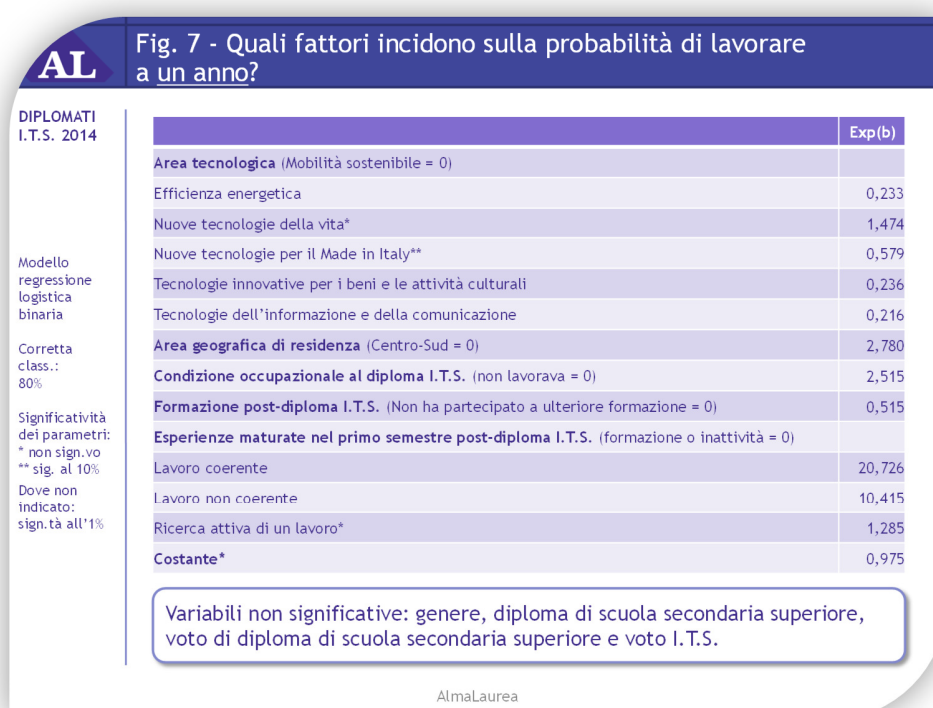 AL
Fig. 7 - Quali fattori incidono sulla probabilità di lavorare
a un anno?
DIPLOMATI
I.T.S. 2014
Modello
regressione
logistica
binaria
Corretta
class.:
80%
Significatività
dei parametri:
* non sign.vo
** sig. al 10%
Dove non
indicato:
sign.tà all'1%
Exp(b)
Area tecnologica (Mobilità sostenibile = 0)
Efficienza energetica 0,233
Nuove tecnologie della vita* 1,474
Nuove tecnologie per il Made in Italy** 0,579
Tecnologie innovative per i beni e le attività culturali 0,236
Tecnologie dell'informazione e della comunicazione 0,216
Area geografica di residenza (Centro-Sud = 0) 2,780
Condizione occupazionale al diploma I.T.S. (non lavorava = 0) 2,515
Formazione post-diploma I.T.S. (Non ha partecipato a ulteriore formazione = 0) 0,515
Esperienze maturate nel primo semestre post-diploma I.T.S. (formazione o inattività = 0)
Lavoro coerente 20,726
Lavoro non coerente 10,415
Ricerca attiva di un lavoro* 1,285
Costante* 0,975
Variabili non significative: genere, diploma di scuola secondaria superiore,
voto di diploma di scuola secondaria superiore e voto I.T.S.
AlmaLaurea